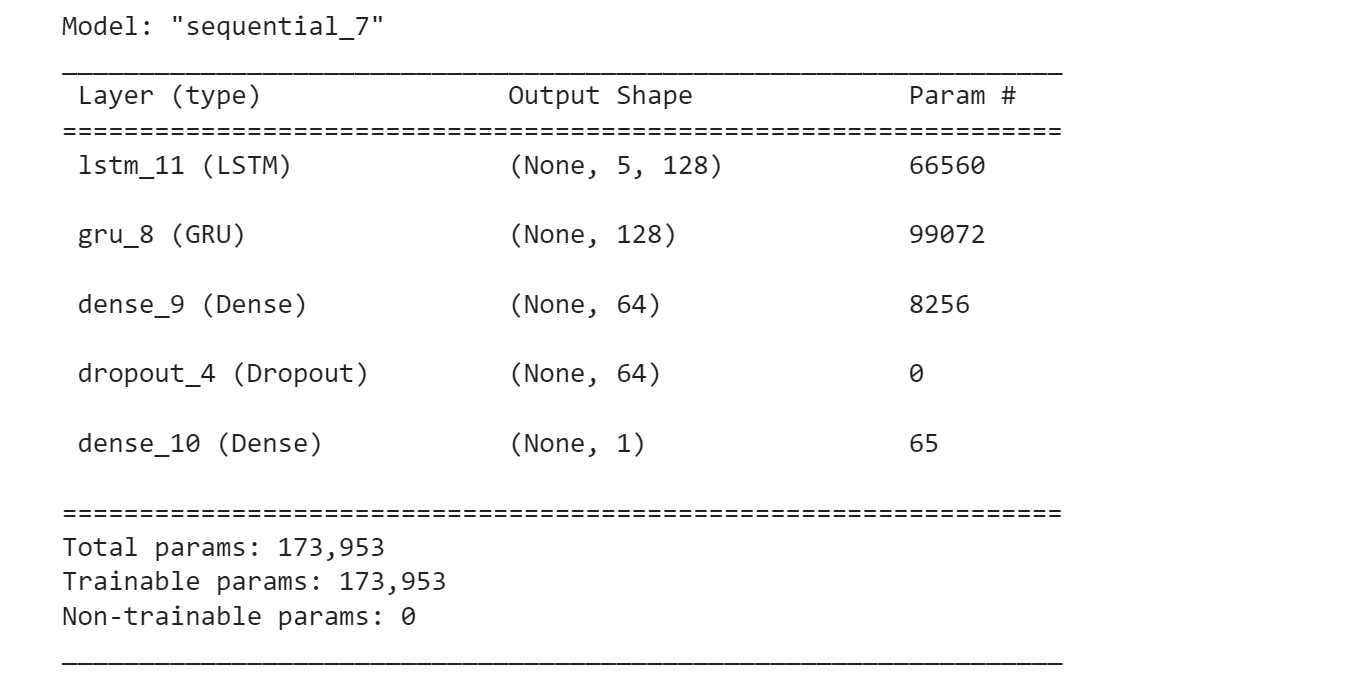 Model: "sequential_7"
_________________________________________________________________
Layer (type) Output Shape Param #
=================================================================
lstm_11 (LSTM) (None, 5, 128) 66560
gru_8 (GRU) (None, 128) 99072
dense_9 (Dense) (None, 64) 8256
dropout_4 (Dropout) (None, 64) 0
dense_10 (Dense) (None, 1) 65
=================================================================
Total params: 173,953
Trainable params: 173,953
Non-trainable params: 0
_________________________________________________________________